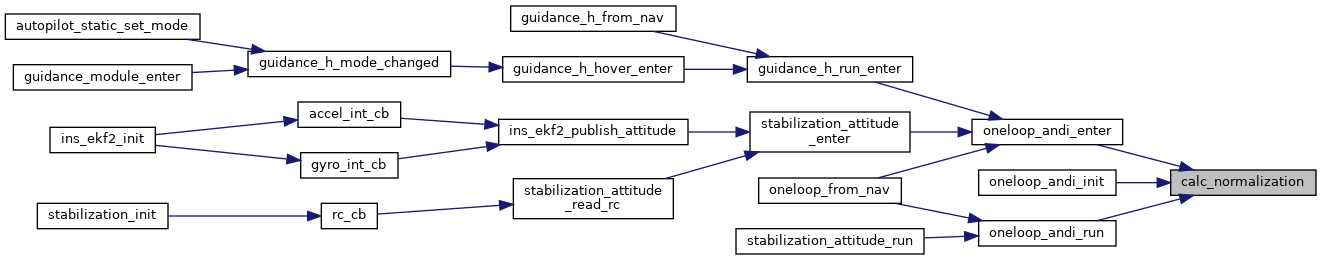 autopilot_static_set_mode
guidance_module_enter
guidance_h_mode_changed
guidance_h_from_nav
guidance_h_hover_enter
guidance_h_run_enter
ins_ekf2_init
accel_int_cb
gyro_int_cb
ins_ekf2_publish_attitude
stabilization_attitude
_enter
oneloop_andi_enter
stabilization_init
rc_cb
stabilization_attitude
_read_rc
oneloop_from_nav
oneloop_andi_init
calc_normalization
stabilization_attitude_run
oneloop_andi_run